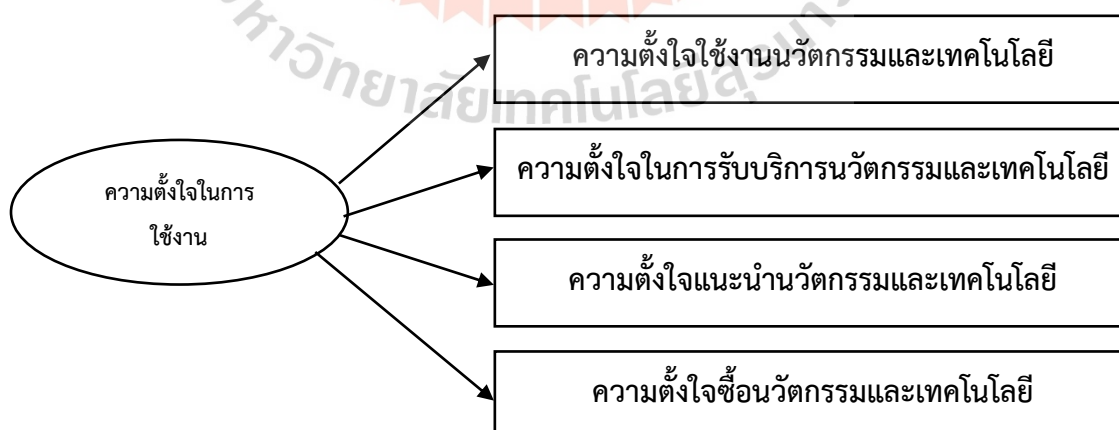 ความตั้งใจใช้งานนวัตกรรมและเทคโนโลยี
ความตั้งใจในการรับบริการนวัตกรรมและเทคโนโลยี
ความตั้งใจในการ
ใช้งาน
ความตั้งใจแนะนำนวัตกรรมและเทคโนโลยี
ความตั้งใจซื้อนวัตกรรมและเทคโนโลยี